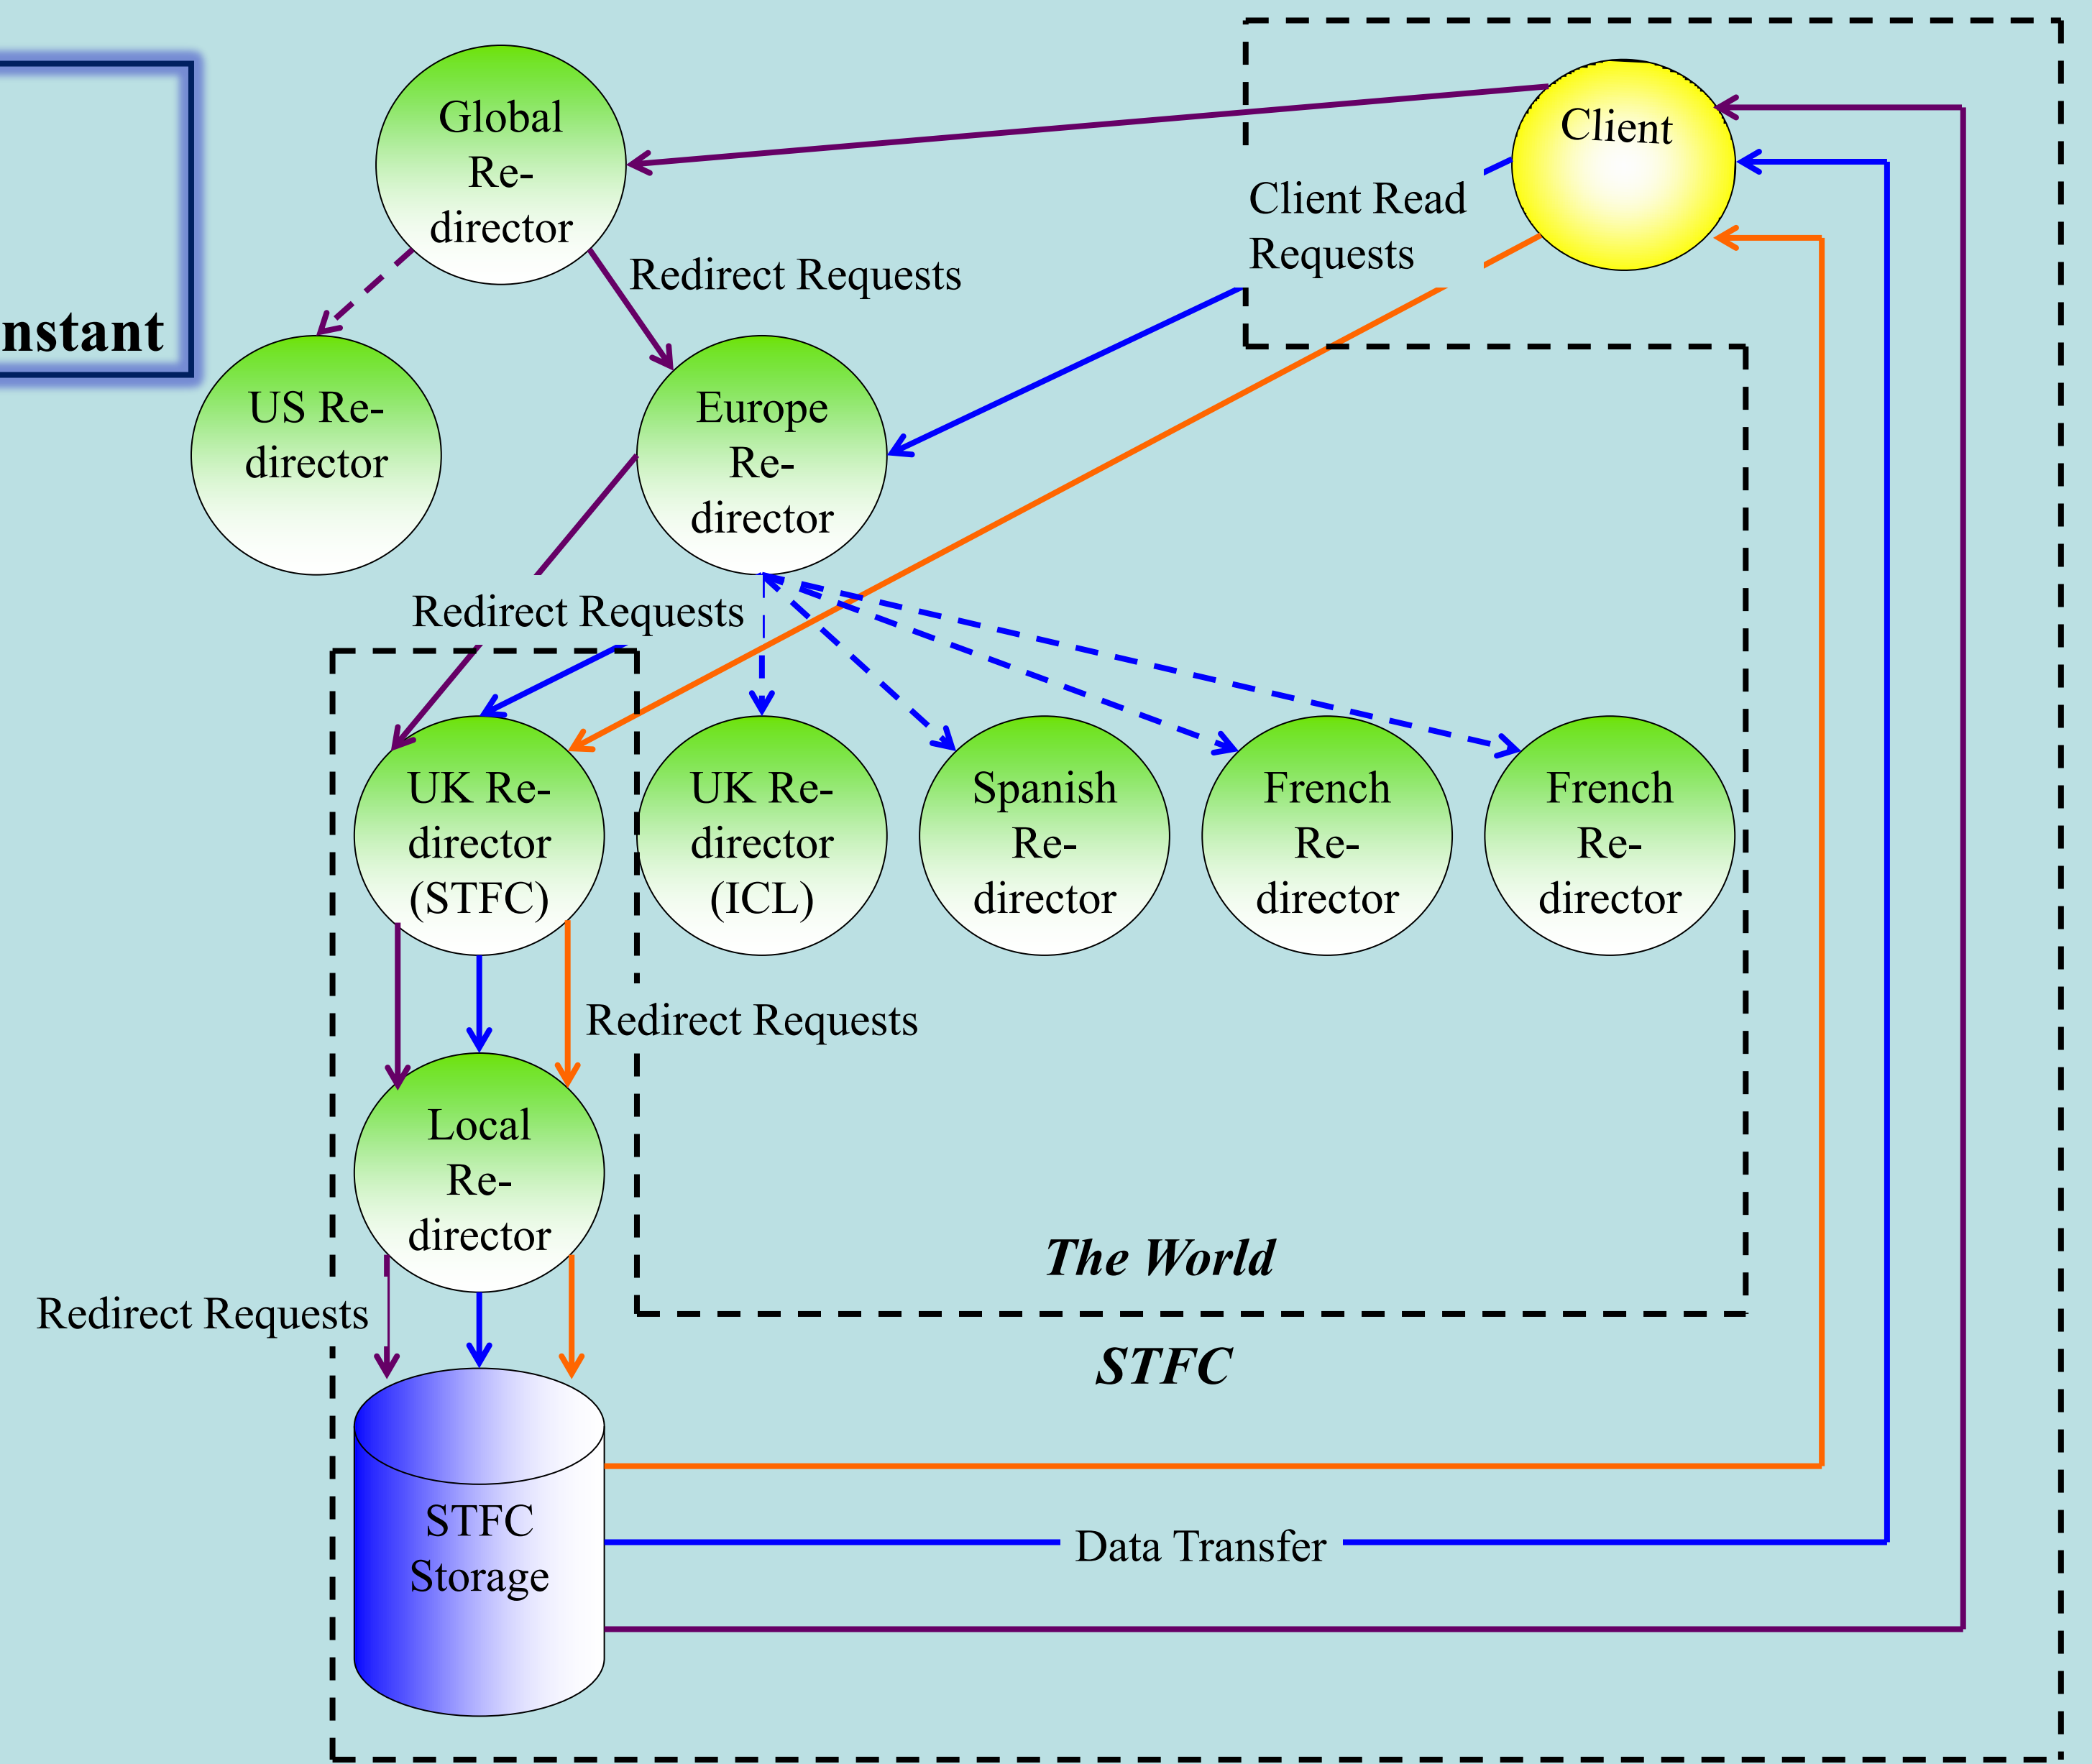 nstant
Global
Re-
director
Client
Client Read
Requests
Redirect Requests
US Re-
director
Europe
Re-
director
Redirect Requests
UK Re-
director
(STFC)
UK Re-
director
(ICL)
Spanish
Re-
director
French
Re-
director
French
Re-
director
Redirect Requests
Local
Re-
director
The World
Redirect Requests
STFC
STFC
Storage
Data Transfer